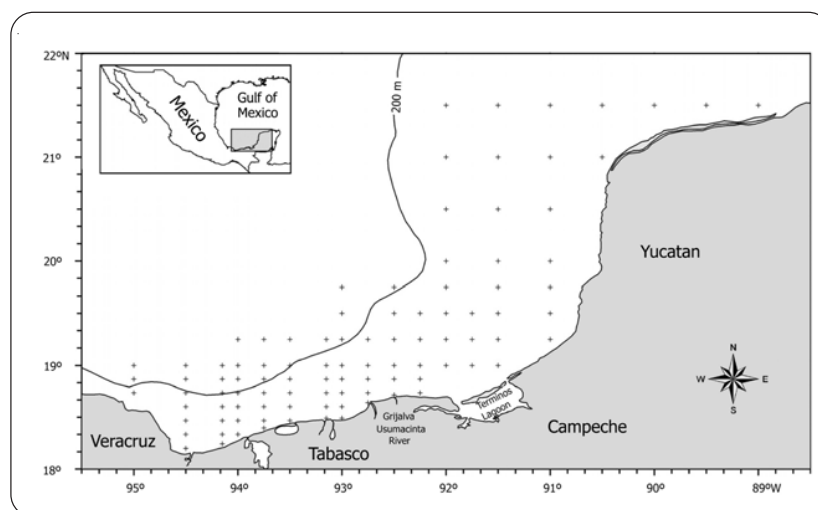 22ºN
21º
20º
19º
18º
95º
94º
93º
92º
91º
90º
89ºW
Mexico
Gulf of
Mexico
200 m
Yucatan
N
W
E
S
Veracruz
Tabasco
Grijalva
Usumacinta
River
Terminos
Lagoon
Campeche